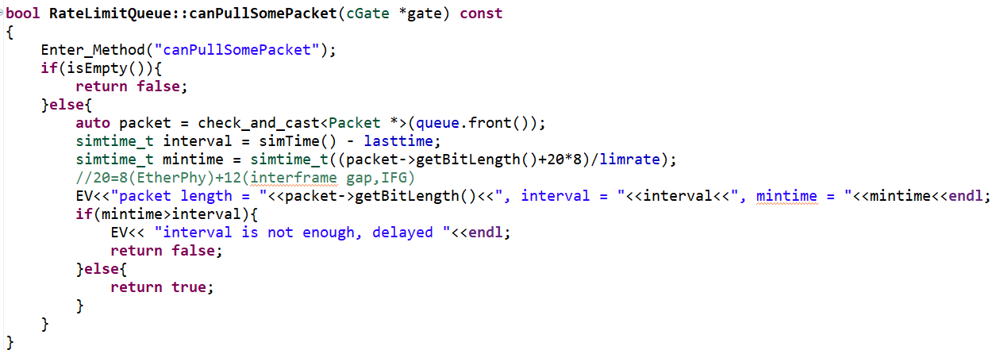 bool RateLimitQueue::canPullSomePacket(cGate *gate) const
{
    Enter_Method("canPullSomePacket");
    if(isEmpty()){
        return false;
    }else{
        auto packet = check_and_cast<Packet *>(queue.front());
        simtime_t interval = simTime() - lasttime;
        simtime_t mintime = simtime_t((packet->getBitLength()+20*8)/limrate);
        //20=8(EtherPhy)+12(interframe gap,IFG)
        EV<<"packet length = "<<packet->getBitLength()<<", interval = "<<interval<<", mintime = "<<mintime<<endl;
        if(mintime>interval){
            EV<< "interval is not enough, delayed "<<endl;
            return false;
        }else{
            return true;
        }
    }
}